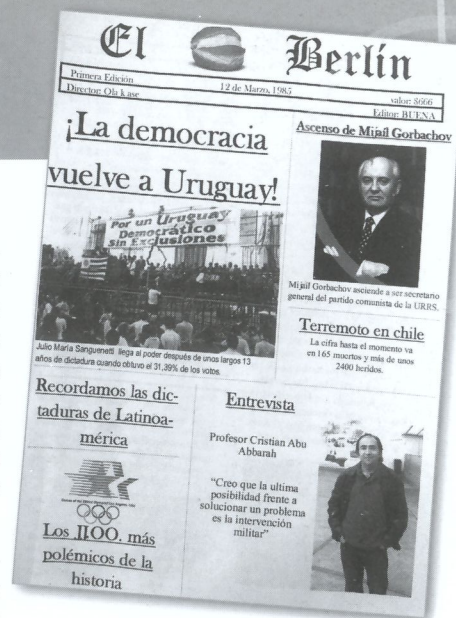 El Berlín
Primera Edición 12 de Marzo, 1985 valor: $666
Director: Ola k ase Editor: BUENA
¡La democracia
vuelve a Uruguay!
Por un Uruguay
Democrático
Sin Exclusiones
Julio María Sanguenetti llega al poder después de unos largos 13
años de dictadura cuando obtuvo el 31,39% de los votos.
Ascenso de Mijaíl Gorbachov
Mijaíl Gorbachov asciende a ser secretario
general del partido comunista de la URRS.
Terremoto en chile
La cifra hasta el momento va
en 165 muertos y más de unos
2400 heridos.
Recordamos las dic-
taduras de Latinoa-
mérica
Los JJOO. más
polémicos de la
historia
Entrevista
Profesor Cristian Abu
Abbarah
"Creo que la ultima
posibilidad frente a
solucionar un problema
es la intervención
militar"